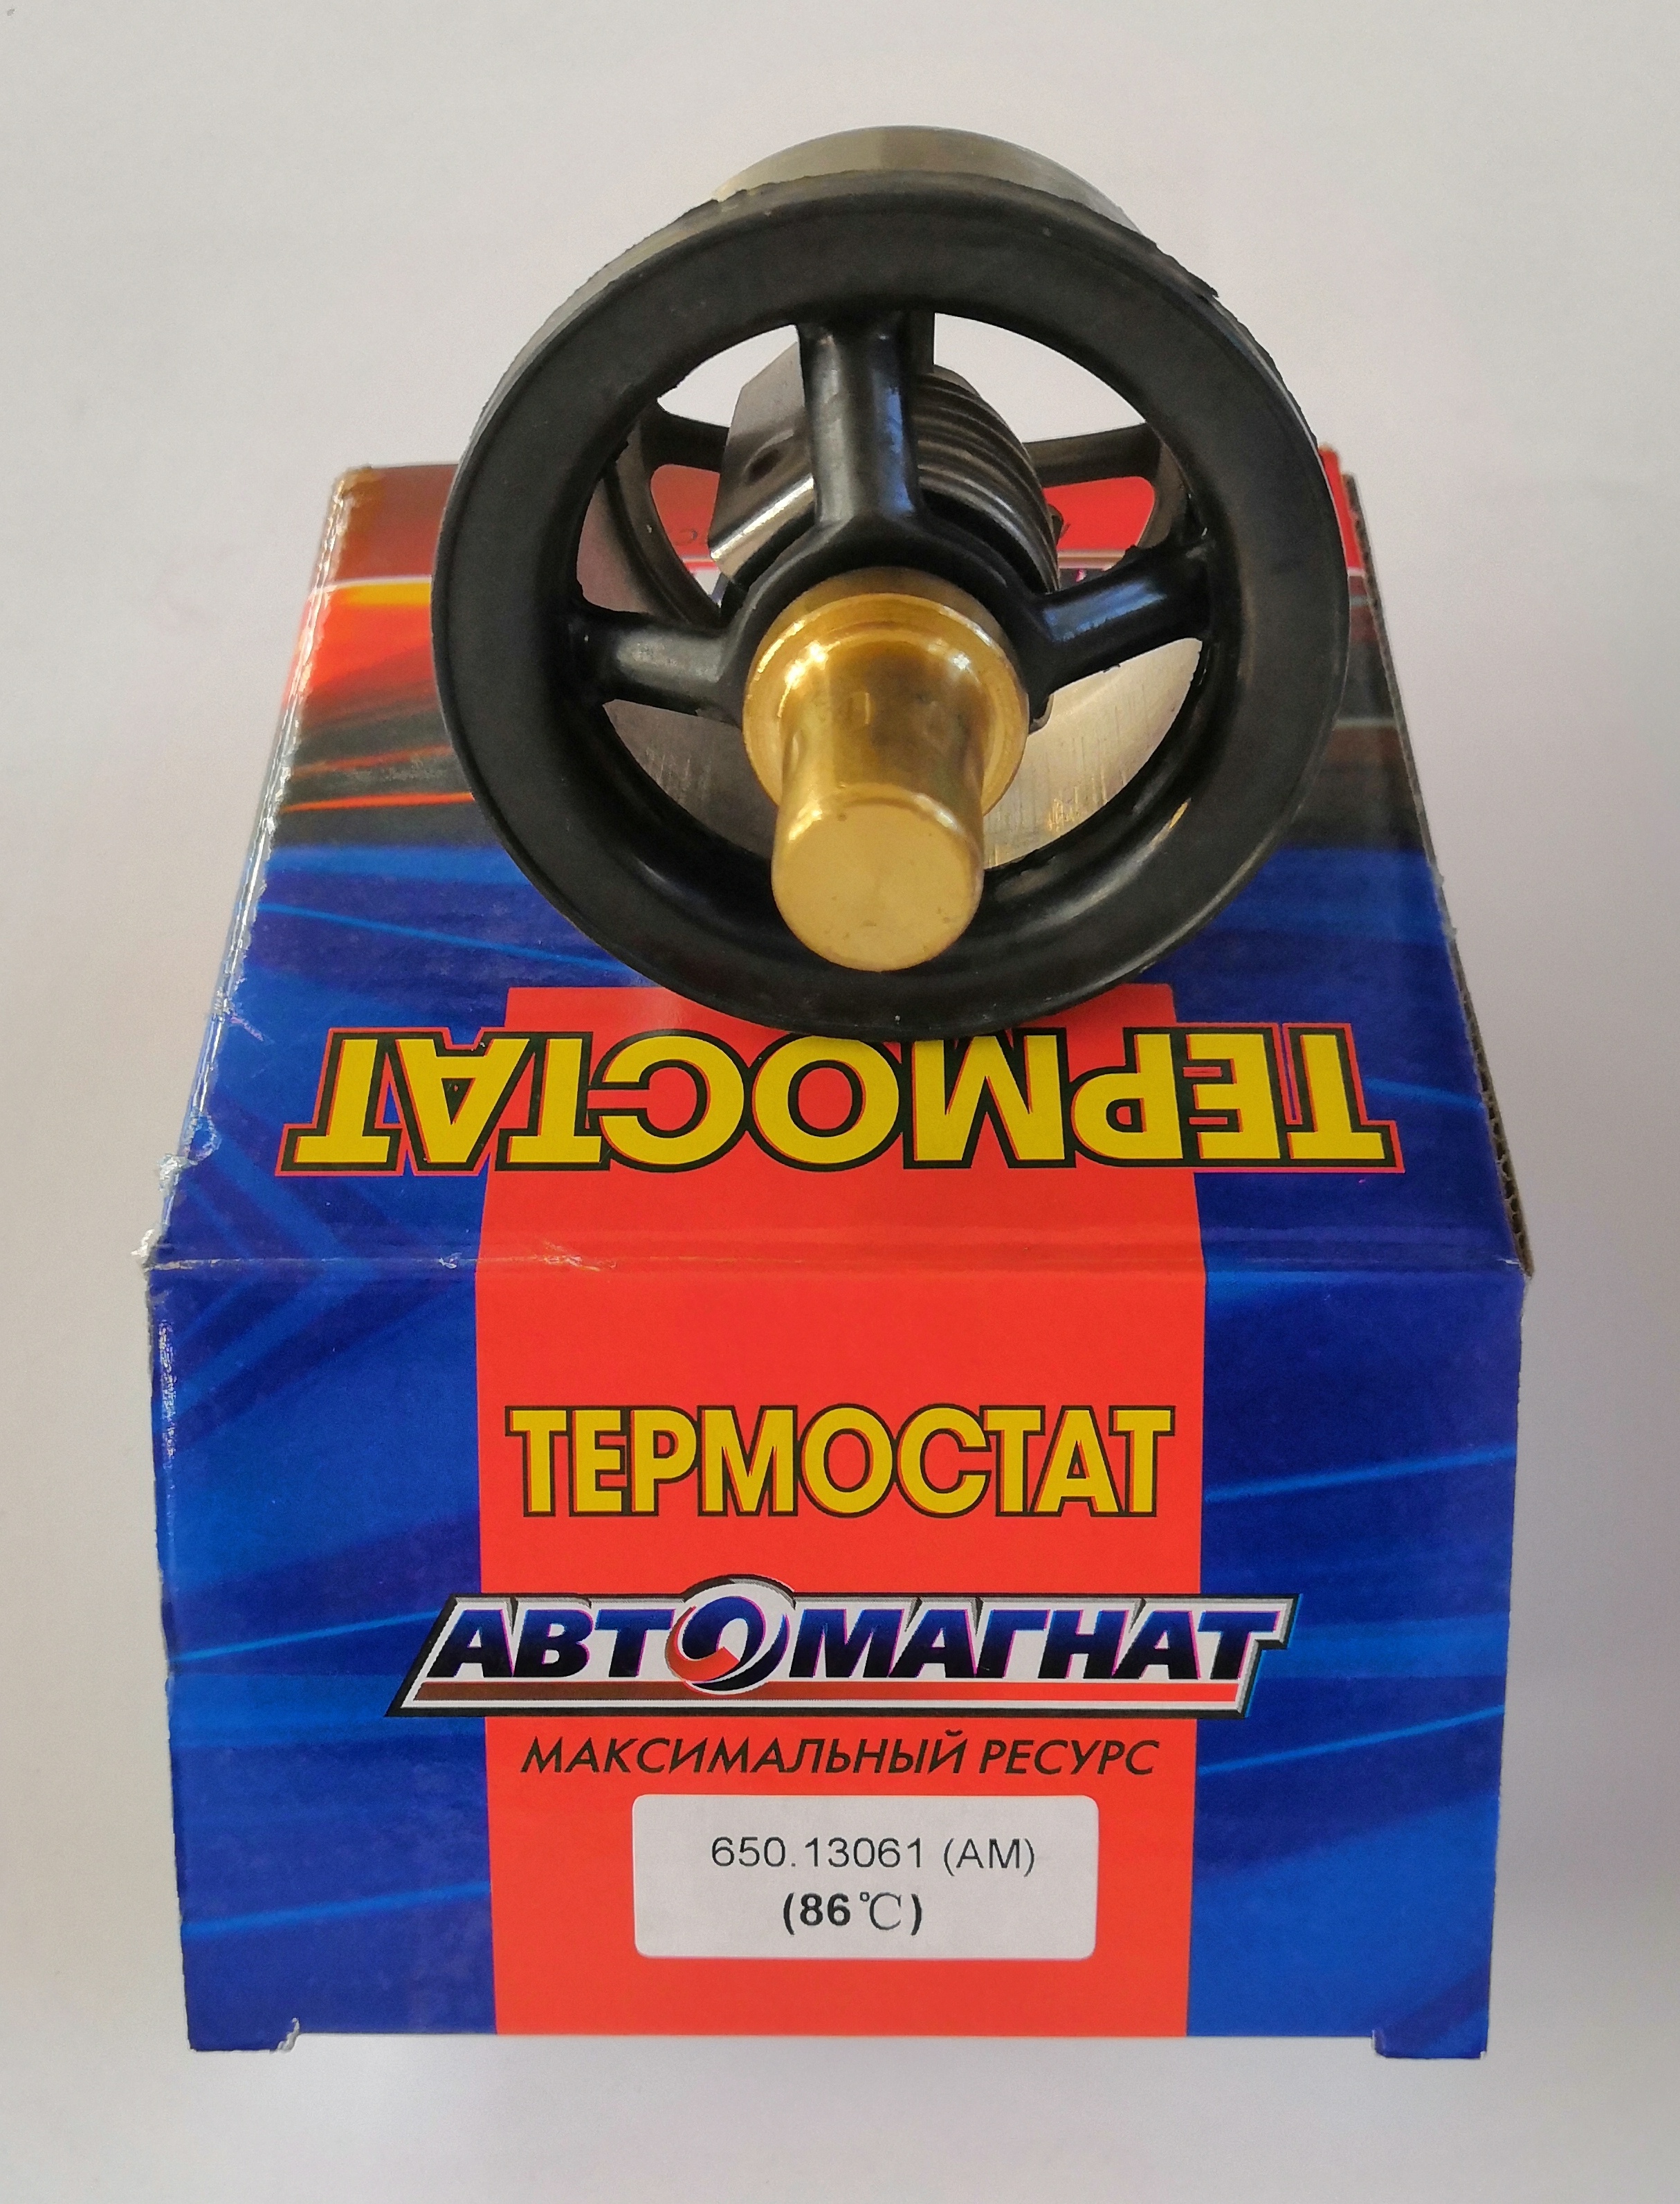 ТЕРМОСТАТ
ТЕРМОСТАТ
АВТОМАГНАТ
МАКСИМАЛЬНЫЙ РЕСУРС
650.13061 (АМ)
(86℃)